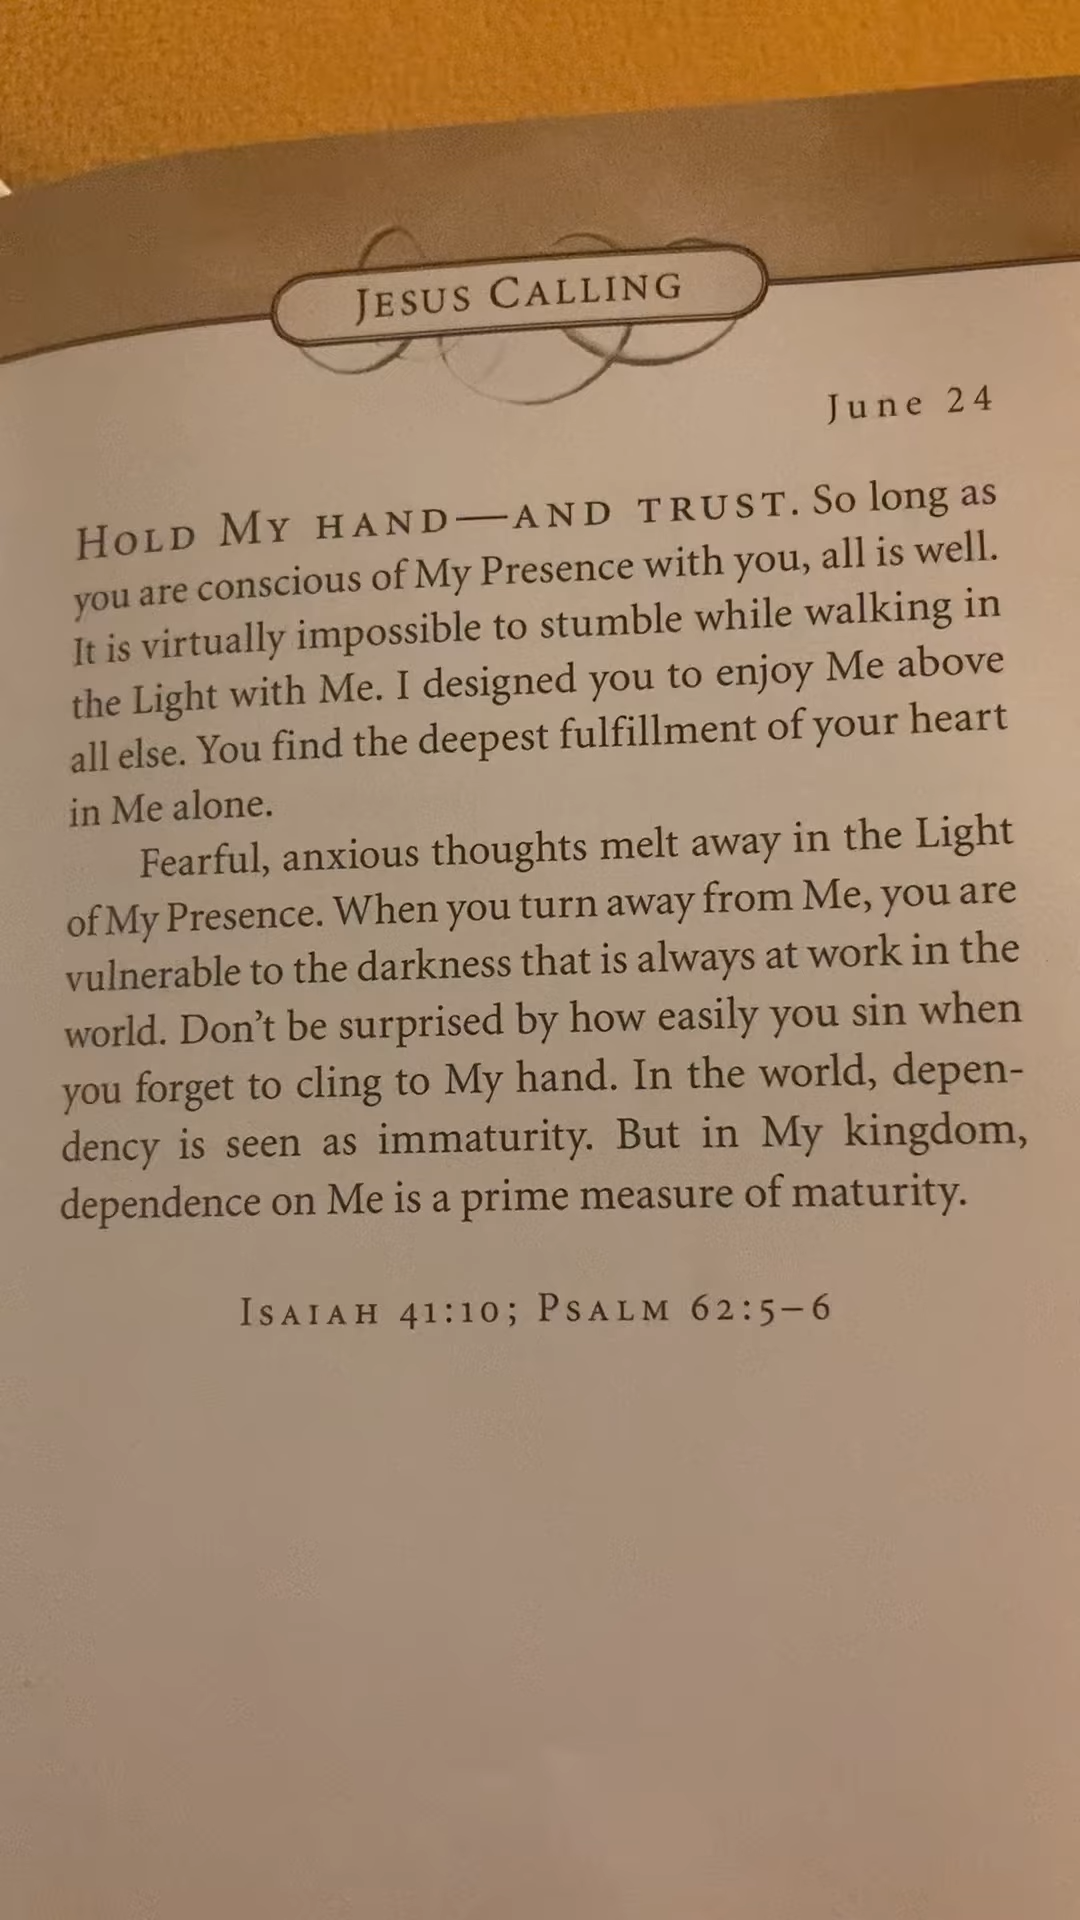 JESUS CALLING
June 24
HOLD MY HAND—AND TRUST. So long as
you are conscious of My Presence with you, all is well.
It is virtually impossible to stumble while walking in
the Light with Me. I designed you to enjoy Me above
all else. You find the deepest fulfillment of your heart
in Me alone.
Fearful, anxious thoughts melt away in the Light
of My Presence. When you turn away from Me, you are
vulnerable to the darkness that is always at work in the
world. Don't be surprised by how easily you sin when
you forget to cling to My hand. In the world, depen-
dency is seen as immaturity. But in My kingdom,
dependence on Me is a prime measure of maturity.
ISAIAH 41:10; PSALM 62:5–6